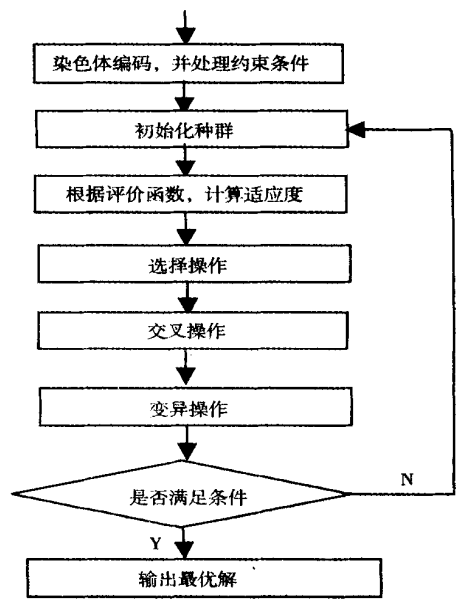 染色体编码，并处理约束条件
初始化种群
根据评价函数，计算适应度
选择操作
交叉操作
变异操作
N
是否满足条件
Y
输出最优解